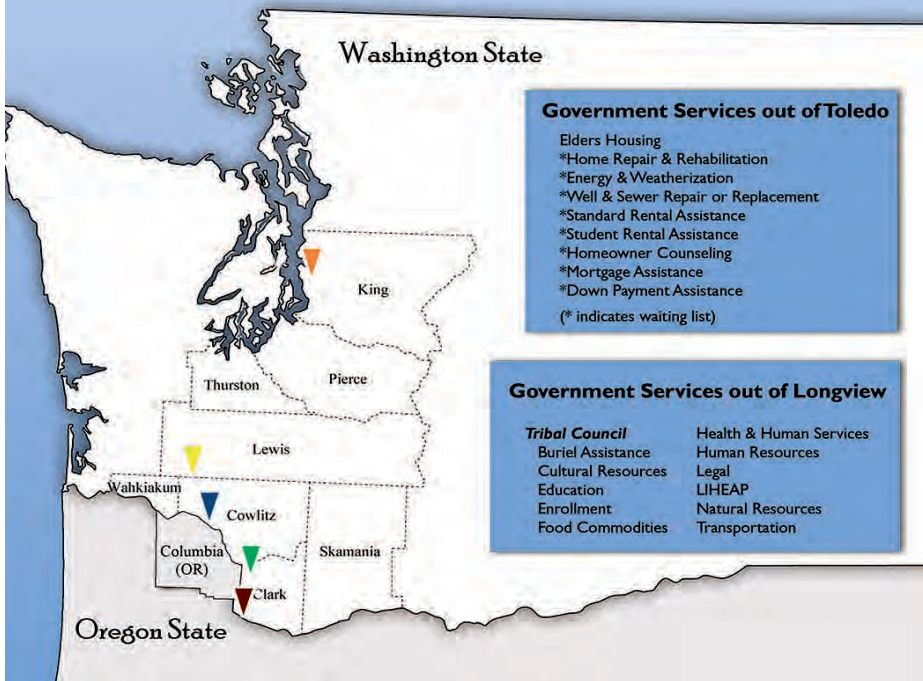 Washington State
Government Services out of Toledo
Elders Housing
*Home Repair & Rehabilitation
*Energy & Weatherization
*Well & Sewer Repair or Replacement
*Standard Rental Assistance
*Student Rental Assistance
*Homeowner Counseling
*Mortgage Assistance
*Down Payment Assistance
(* indicates waiting list)
King
Pierce
Thurston
Lewis
Wahkiakum
Cowlitz
Columbia
(OR)
Skamania
Clark
Oregon State
Government Services out of Longview
Tribal Council
Buriel Assistance
Cultural Resources
Education
Enrollment
Food Commodities
Health & Human Services
Human Resources
Legal
LIHEAP
Natural Resources
Transportation